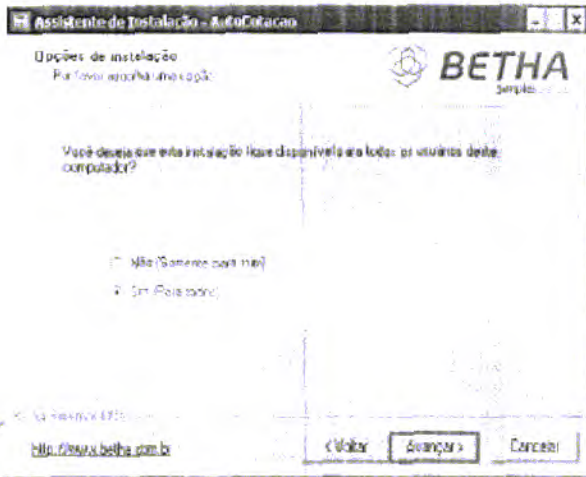 Assistente de Instalação - AutoCotacao
Opções de instalação
Por favor escolha uma opção
BETHA
Você deseja que esta instalação fique disponível para todos os usuários deste
computador?
Não (Somente para mim)
Sim (Para todos)
http://www.betha.com.br
< Voltar
Avançar >
Cancelar